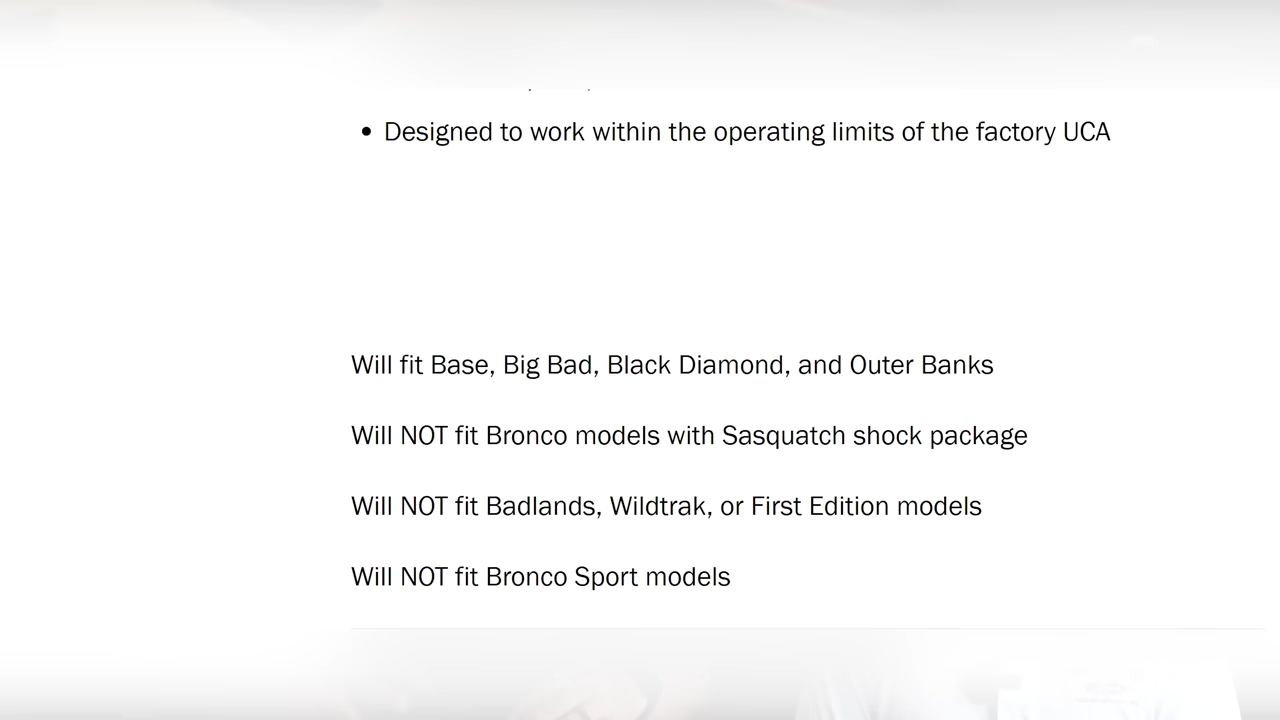 • Designed to work within the operating limits of the factory UCA
Will fit Base, Big Bad, Black Diamond, and Outer Banks
Will NOT fit Bronco models with Sasquatch shock package
Will NOT fit Badlands, Wildtrak, or First Edition models
Will NOT fit Bronco Sport models